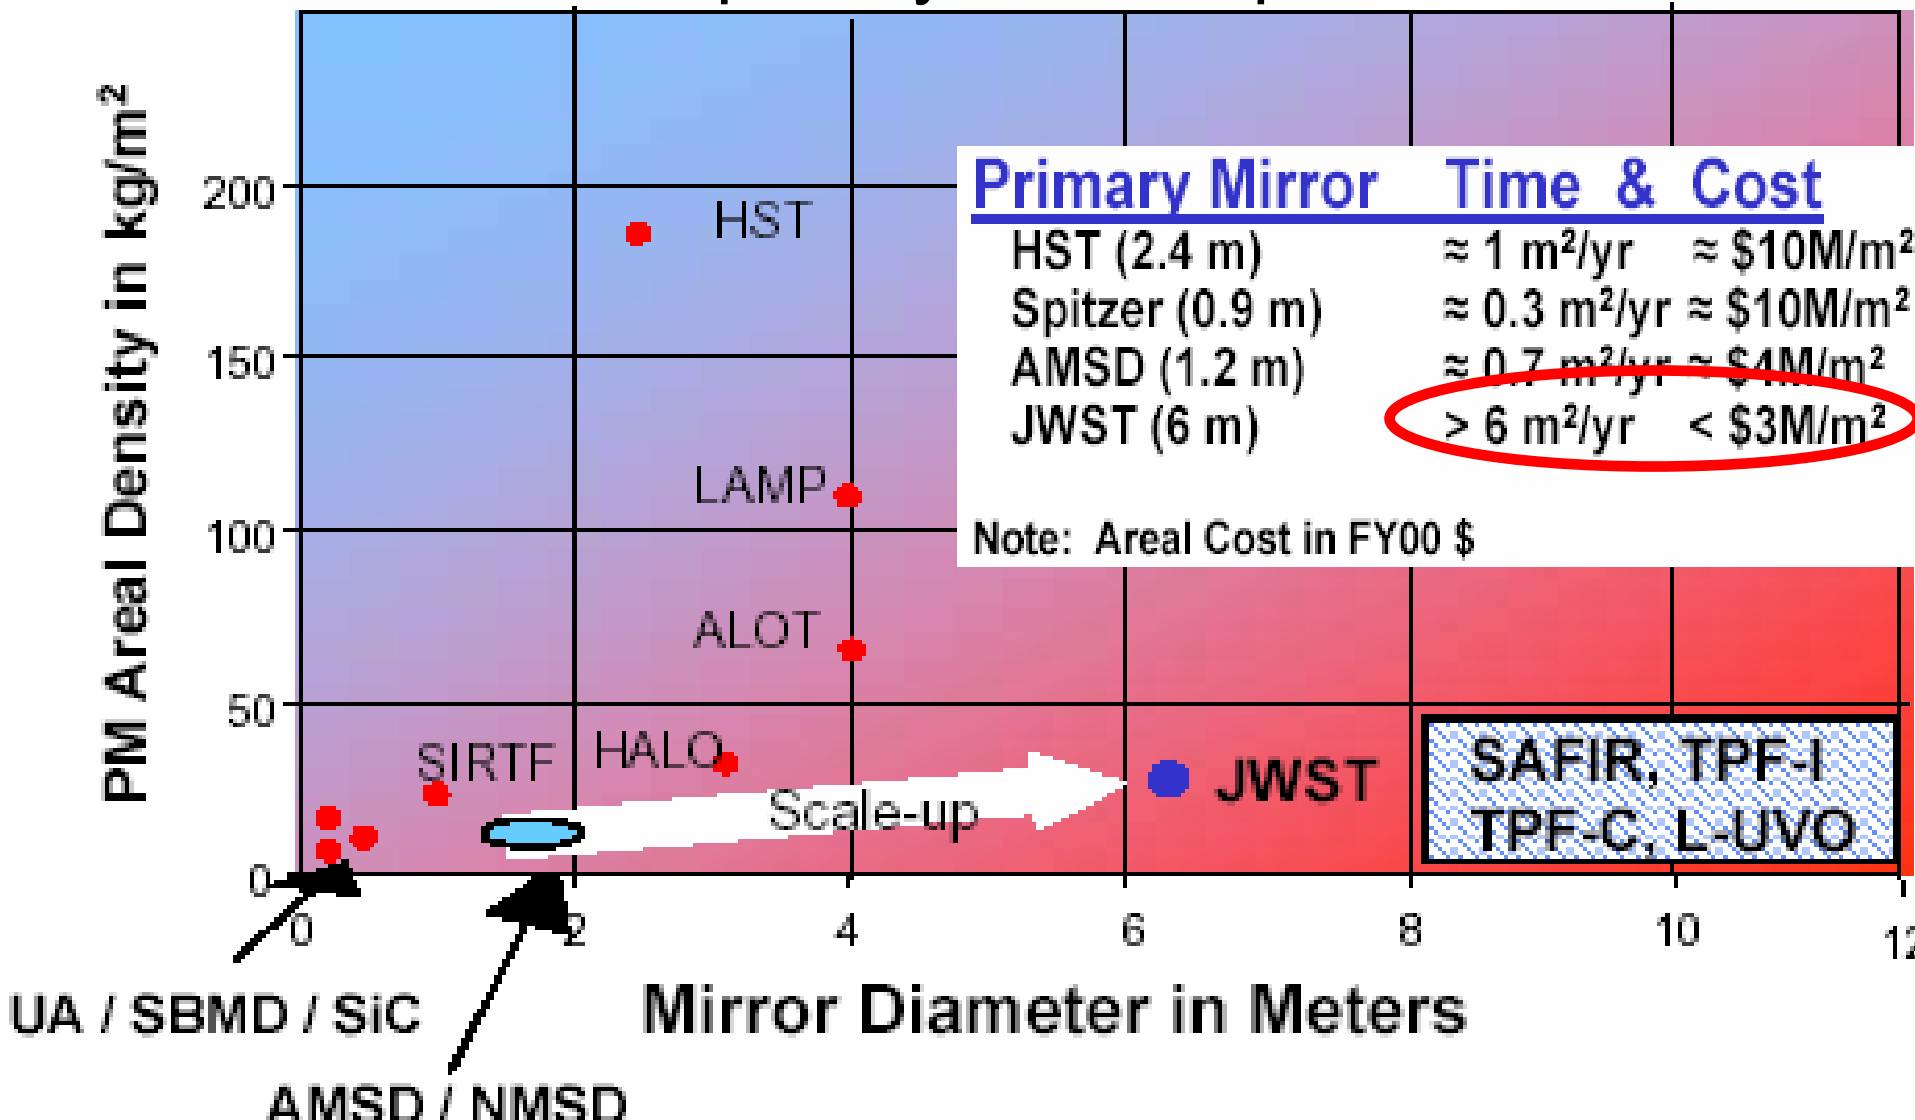 PM Areal Density in kg/m²
200
150
100
50
0
HST
LAMP
ALOT
SIRTF
HALO
Scale-up
JWST
Primary Mirror Time & Cost
HST (2.4 m) ≈ 1 m²/yr ≈ $10M/m²
Spitzer (0.9 m) ≈ 0.3 m²/yr ≈ $10M/m²
AMSD (1.2 m) ≈ 0.7 m²/yr ≈ $4M/m²
JWST (6 m) > 6 m²/yr < $3M/m²
Note: Areal Cost in FY00 $
SAFIR, TPF-I
TPF-C, L-UVO
0 2 4 6 8 10 12
Mirror Diameter in Meters
UA / SBMD / SiC
AMSD / NMSD